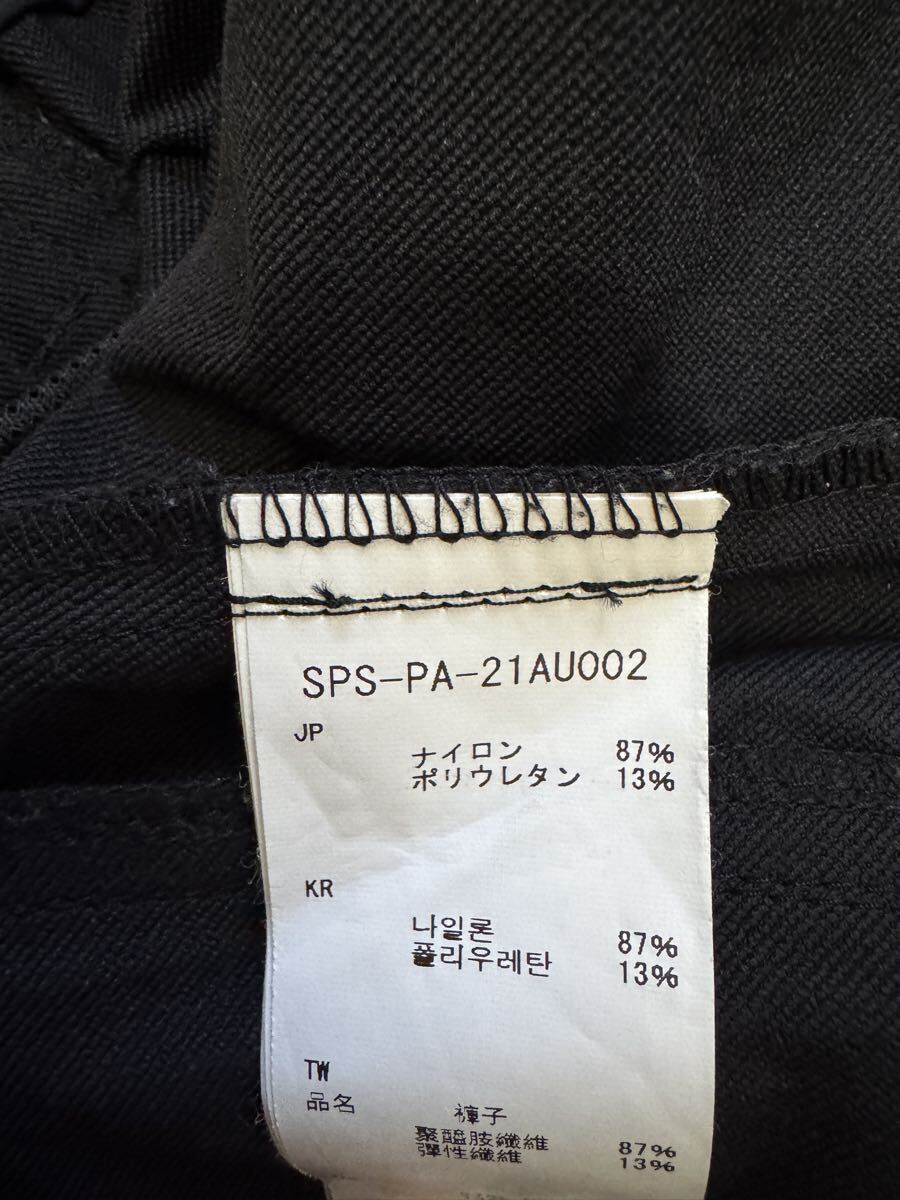 SPS-PA-21AU002
JP
ナイロン 87%
ポリウレタン 13%
KR
나일론 87%
폴리우레탄 13%
TW
品名 褲子
聚醯胺纖維 87%
彈性纖維 13%